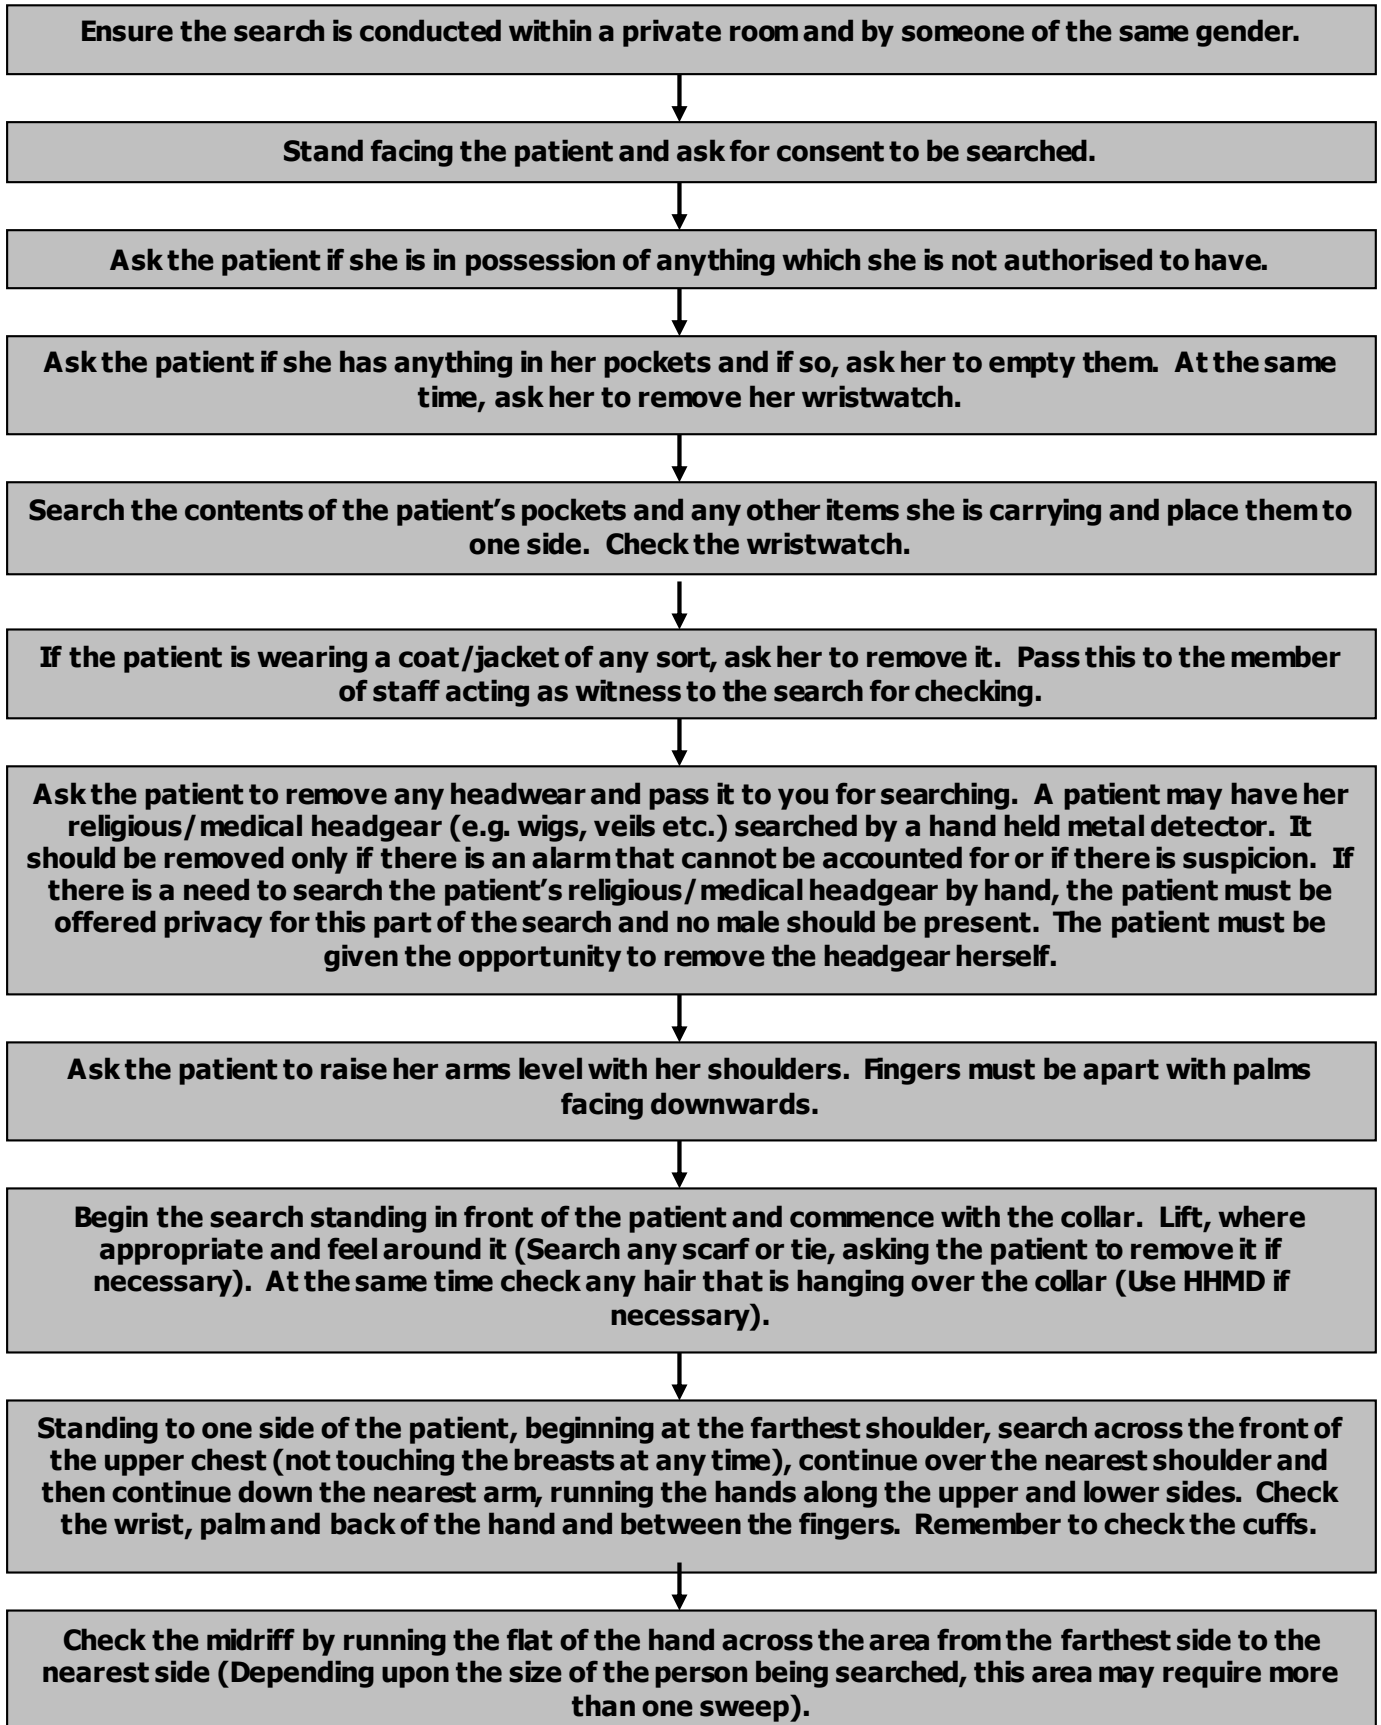 Ensure the search is conducted within a private room and by someone of the same gender.
Stand facing the patient and ask for consent to be searched.
Ask the patient if she is in possession of anything which she is not authorised to have.
Ask the patient if she has anything in her pockets and if so, ask her to empty them.  At the same
time, ask her to remove her wristwatch.
Search the contents of the patient’s pockets and any other items she is carrying and place them to
one side.  Check the wristwatch.
If the patient is wearing a coat/jacket of any sort, ask her to remove it.  Pass this to the member
of staff acting as witness to the search for checking.
Ask the patient to remove any headwear and pass it to you for searching.  A patient may have her
religious/medical headgear (e.g. wigs, veils etc.) searched by a hand held metal detector.  It
should be removed only if there is an alarm that cannot be accounted for or if there is suspicion.  If
there is a need to search the patient’s religious/medical headgear by hand, the patient must be
offered privacy for this part of the search and no male should be present.  The patient must be
given the opportunity to remove the headgear herself.
Ask the patient to raise her arms level with her shoulders.  Fingers must be apart with palms
facing downwards.
Begin the search standing in front of the patient and commence with the collar.  Lift, where
appropriate and feel around it (Search any scarf or tie, asking the patient to remove it if
necessary).  At the same time check any hair that is hanging over the collar (Use HHMD if
necessary).
Standing to one side of the patient, beginning at the farthest shoulder, search across the front of
the upper chest (not touching the breasts at any time), continue over the nearest shoulder and
then continue down the nearest arm, running the hands along the upper and lower sides.  Check
the wrist, palm and back of the hand and between the fingers.  Remember to check the cuffs.
Check the midriff by running the flat of the hand across the area from the farthest side to the
nearest side (Depending upon the size of the person being searched, this area may require more
than one sweep).